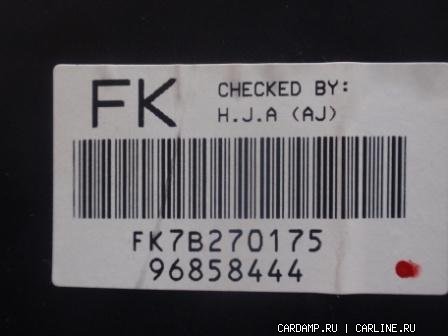 FK
CHECKED BY:
H.J.A (AJ)
FK7B270175
96858444
CARDAMP.RU | CARLINE.RU